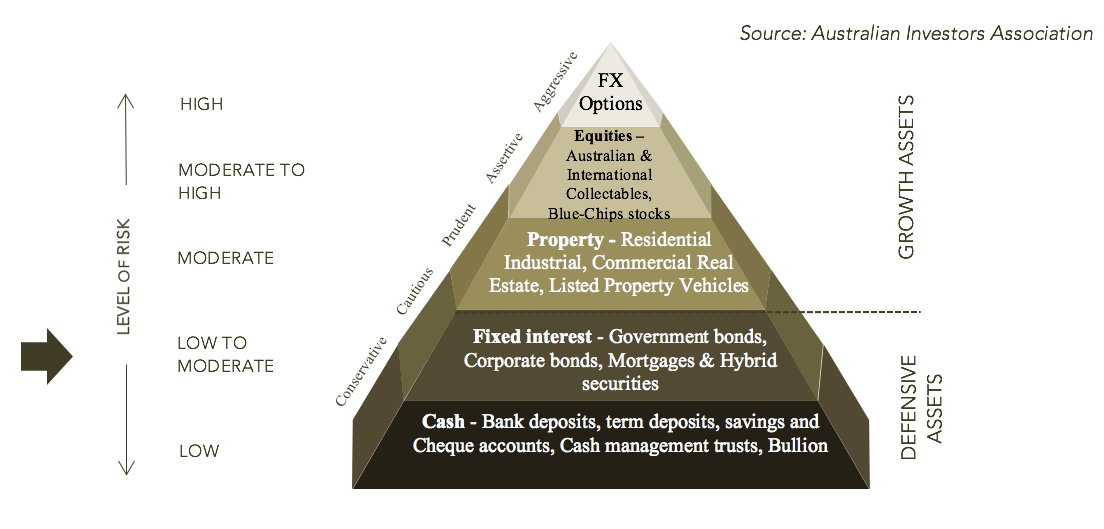 Source: Australian Investors Association
HIGH
MODERATE TO
HIGH
MODERATE
LOW TO
MODERATE
LOW
LEVEL OF RISK
Aggressive
Assertive
Prudent
Cautious
Conservative
FX
Options
Equities –
Australian &
International
Collectables,
Blue-Chips stocks
Property - Residential
Industrial, Commercial Real
Estate, Listed Property Vehicles
Fixed interest - Government bonds,
Corporate bonds, Mortgages & Hybrid
securities
Cash - Bank deposits, term deposits, savings and
Cheque accounts, Cash management trusts, Bullion
GROWTH ASSETS
DEFENSIVE
ASSETS